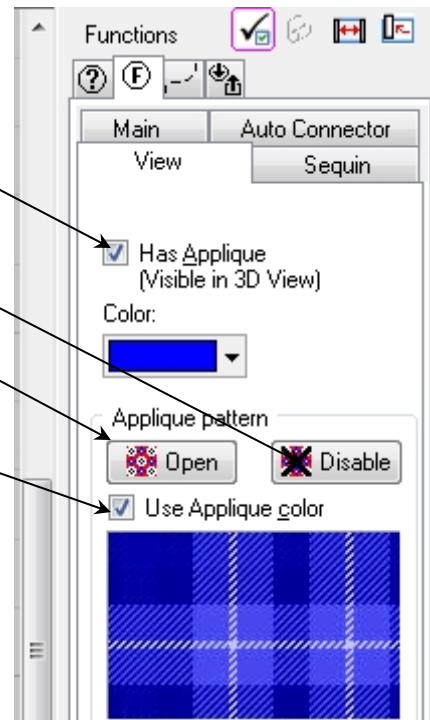 Functions
? F
Main Auto Connector
View Sequin
Has Applique
(Visible in 3D View)
Color:
Applique pattern
Open Disable
Use Applique color